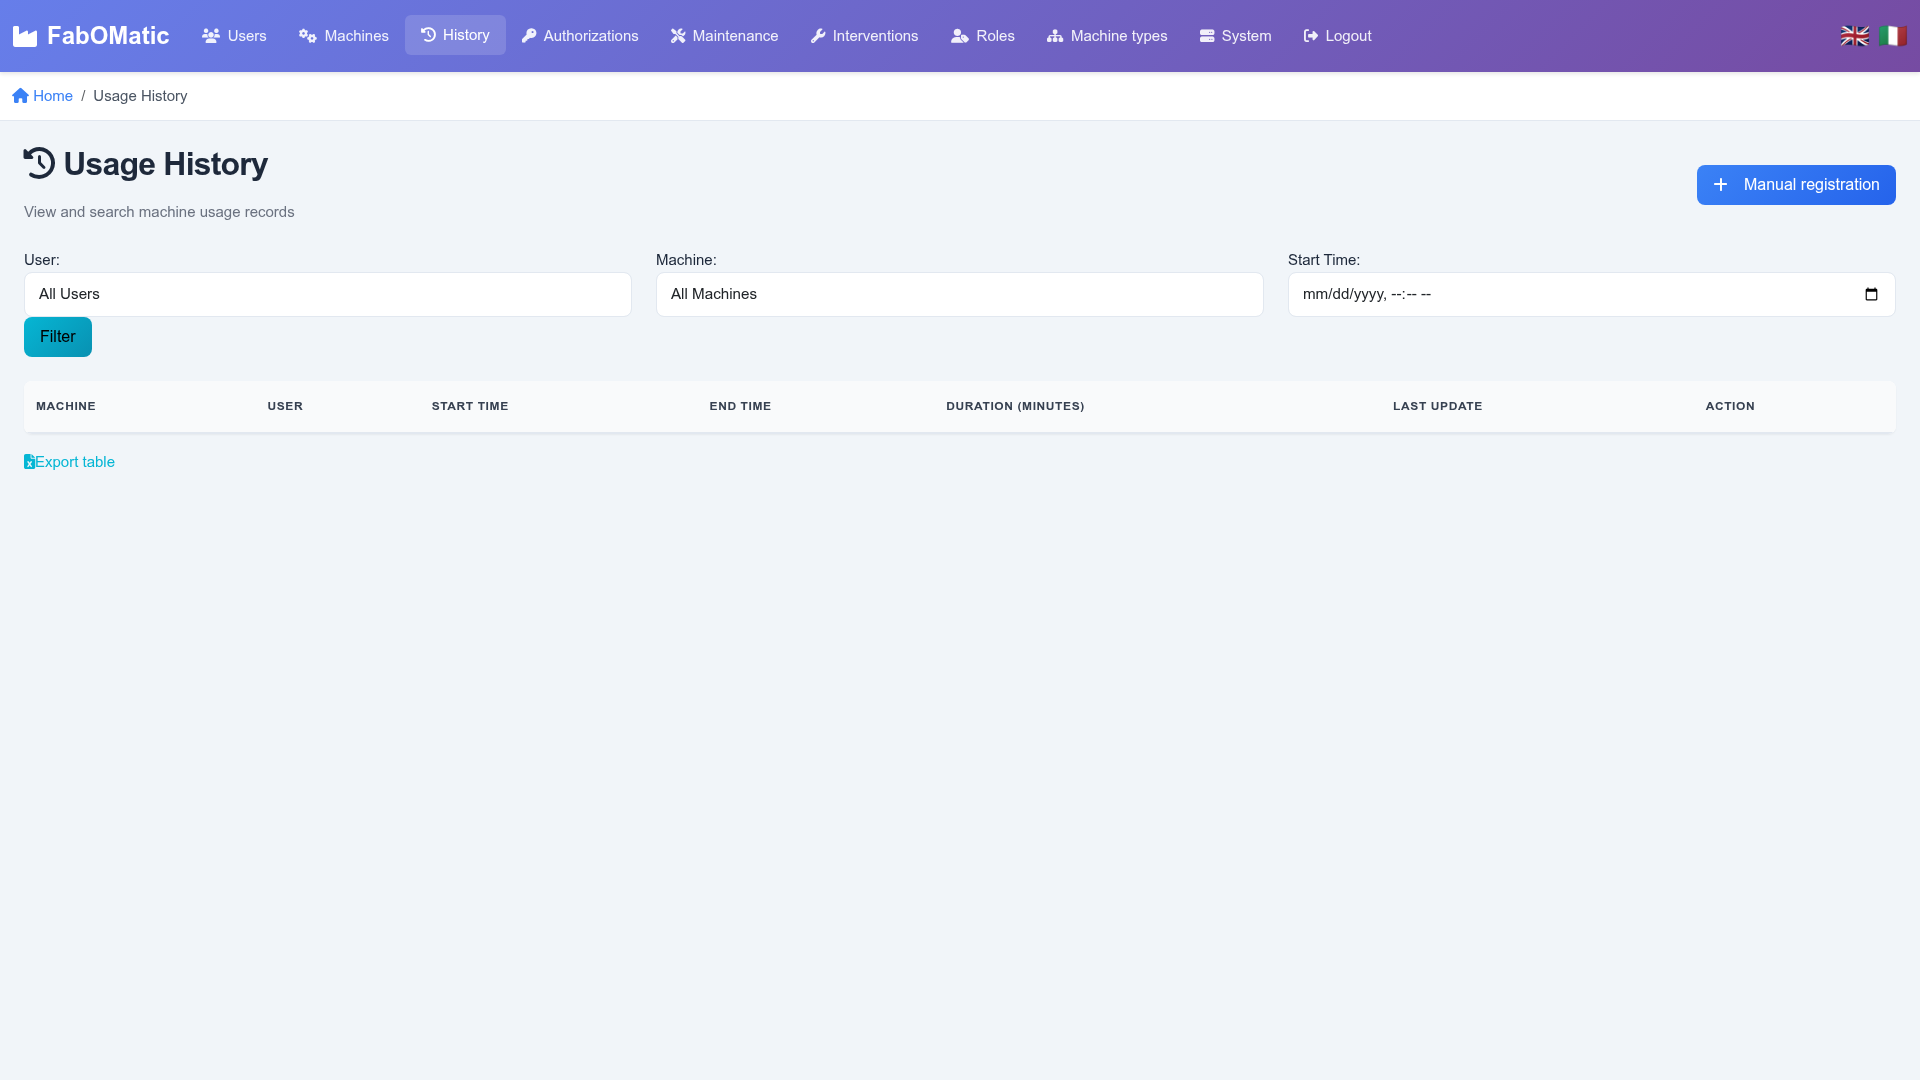 FabOMatic Users Machines History Authorizations Maintenance Interventions Roles Machine types System Logout
Home / Usage History
Usage History
Manual registration
View and search machine usage records
User: Machine: Start Time:
All Users All Machines mm/dd/yyyy, --:-- --
Filter
MACHINE USER START TIME END TIME DURATION (MINUTES) LAST UPDATE ACTION
Export table